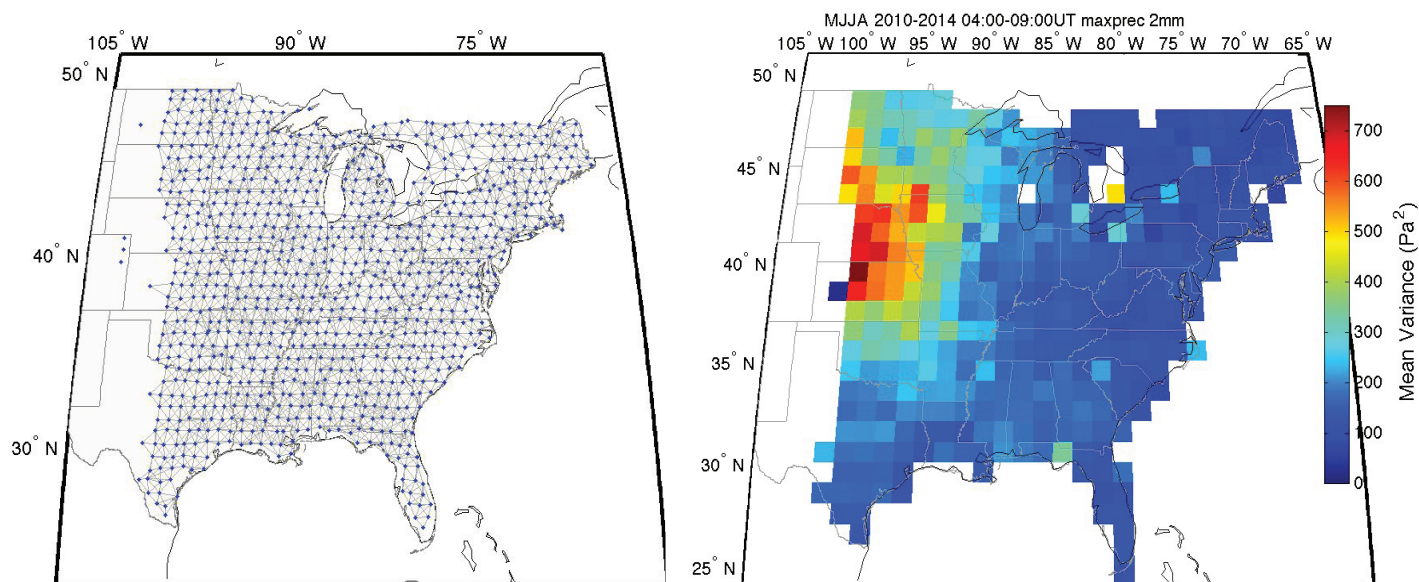 105° W 90° W 75° W
50° N
40° N
30° N
MJJA 2010-2014 04:00-09:00UT maxprec 2mm
105° W 100° W 95° W 90° W 85° W 80° W 75° W 70° W 65° W
50° N
45° N
40° N
35° N
30° N
25° N
700
600
500
400
300
200
100
0
Mean Variance (Pa²)